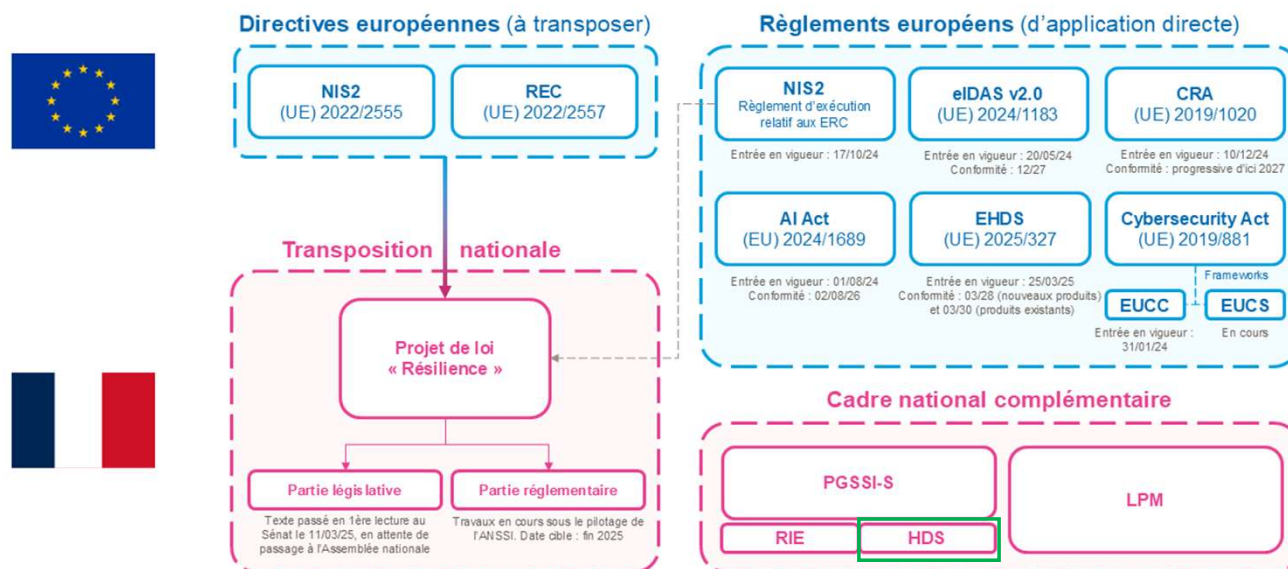 Directives européennes (à transposer)
NIS2
(UE) 2022/2555
REC
(UE) 2022/2557
Transposition nationale
Projet de loi
« Résilience »
Partie législative
Texte passé en 1ère lecture au
Sénat le 11/03/25, en attente de
passage à l'Assemblée nationale
Partie réglementaire
Travaux en cours sous le pilotage de
l'ANSSI. Date cible : fin 2025
Règlements européens (d'application directe)
NIS2
Règlement d'exécution
relatif aux ERC
Entrée en vigueur : 17/10/24
eIDAS v2.0
(UE) 2024/1183
Entrée en vigueur : 20/05/24
Conformité : 12/27
CRA
(UE) 2019/1020
Entrée en vigueur : 10/12/24
Conformité : progressive d'ici 2027
AI Act
(EU) 2024/1689
Entrée en vigueur : 01/08/24
Conformité : 02/08/26
EHDS
(UE) 2025/327
Entrée en vigueur : 25/03/25
Conformité : 03/28 (nouveaux produits)
et 03/30 (produits existants)
Cybersecurity Act
(UE) 2019/881
Frameworks
EUCC
Entrée en vigueur :
31/01/24
EUCS
En cours
Cadre national complémentaire
PGSSI-S
RIE
HDS
LPM